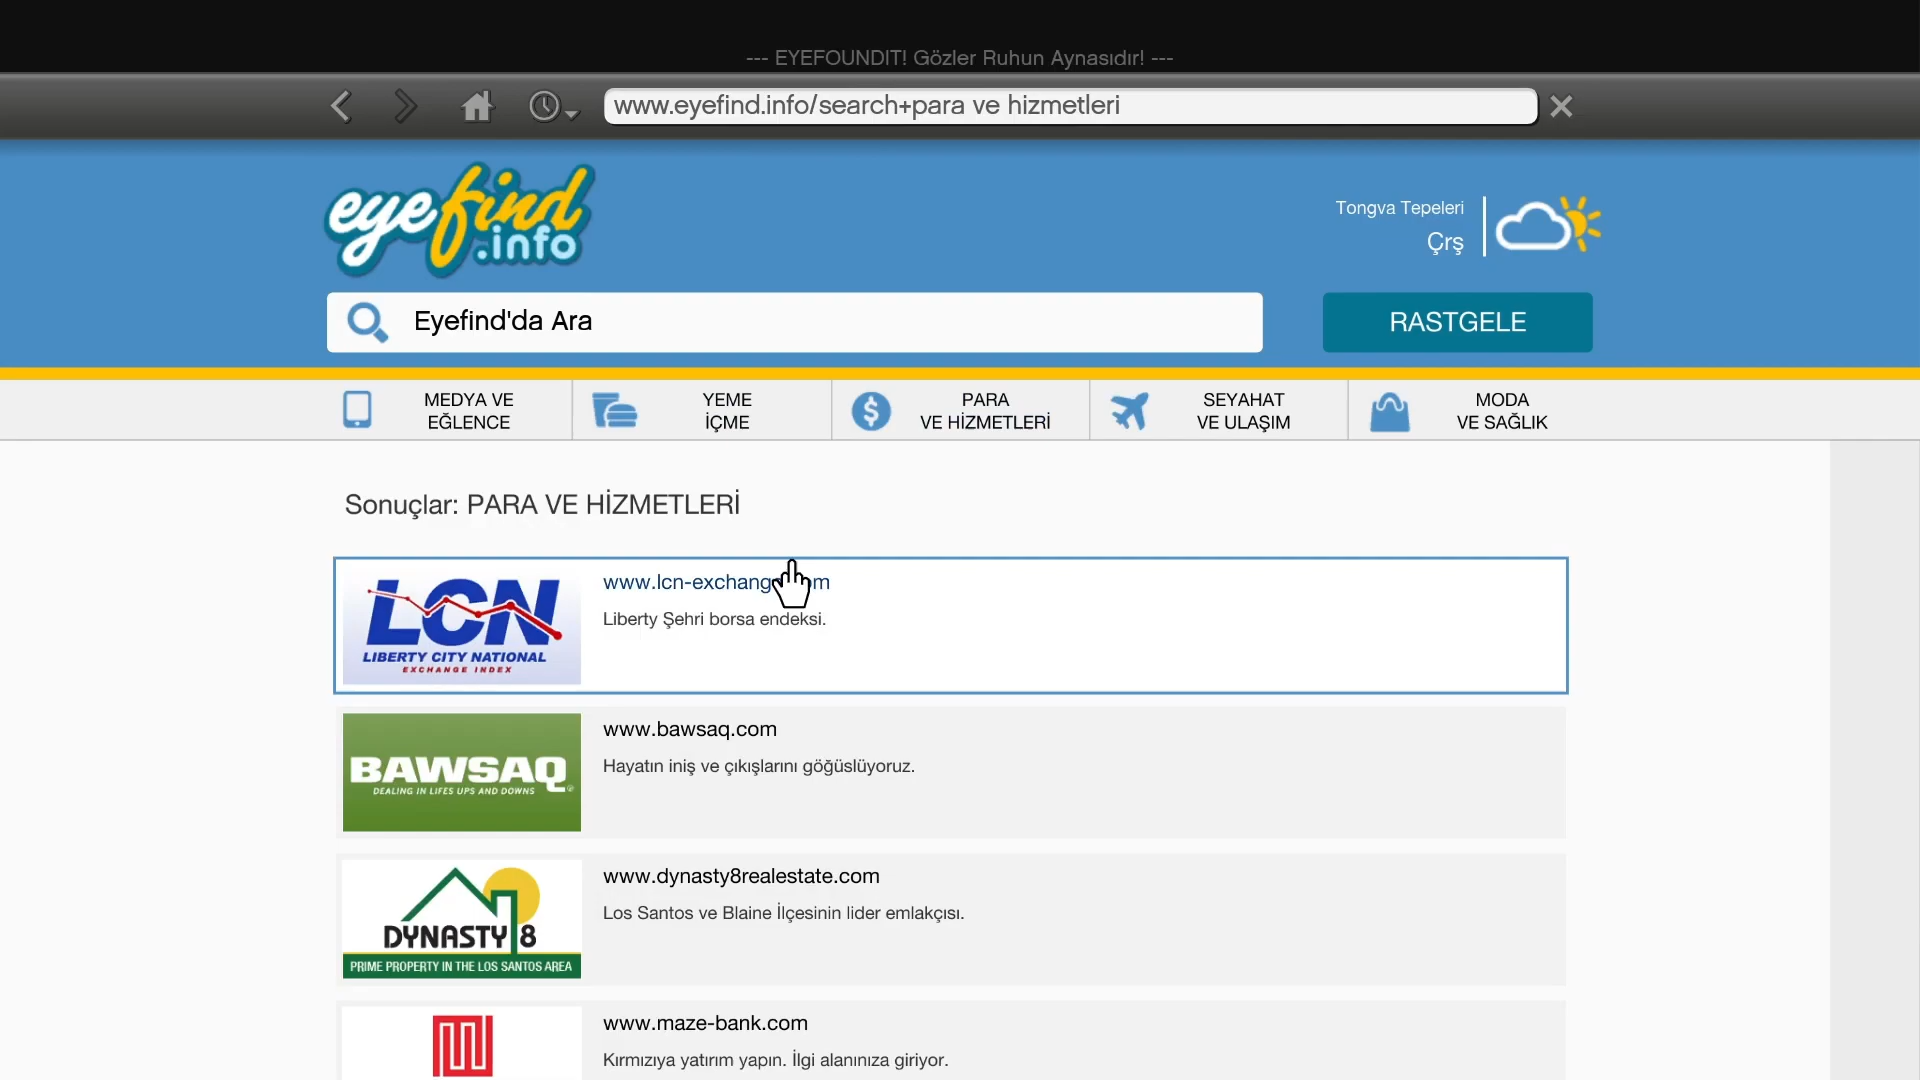 --- EYEFOUNDIT! Gözler Ruhun Aynasıdır! ---
www.eyefind.info/search+para ve hizmetleri
eyefind
.info
Tongva Tepeleri
Çrş
Eyefind'da Ara
RASTGELE
MEDYA VE
EĞLENCE
YEME
İÇME
PARA
VE HİZMETLERİ
SEYAHAT
VE ULAŞIM
MODA
VE SAĞLIK
Sonuçlar: PARA VE HİZMETLERİ
LCN
LIBERTY CITY NATIONAL
EXCHANGE INDEX
www.lcn-exchange.com
Liberty Şehri borsa endeksi.
BAWSAQ
DEALING IN LIFES UPS AND DOWNS
www.bawsaq.com
Hayatın iniş ve çıkışlarını göğüslüyoruz.
DYNASTY 8
PRIME PROPERTY IN THE LOS SANTOS AREA
www.dynasty8realestate.com
Los Santos ve Blaine İlçesinin lider emlakçısı.
www.maze-bank.com
Kırmızıya yatırım yapın. İlgi alanınıza giriyor.